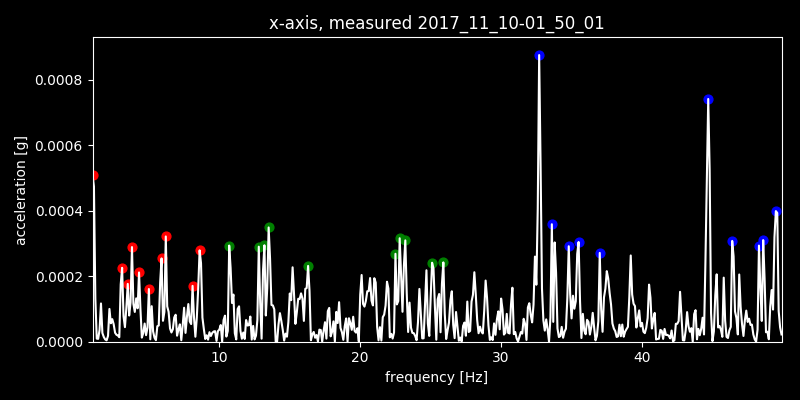 x-axis, measured 2017_11_10-01_50_01
0.0008
0.0006
0.0004
0.0002
0.0000
acceleration [g]
10 20 30 40
frequency [Hz]